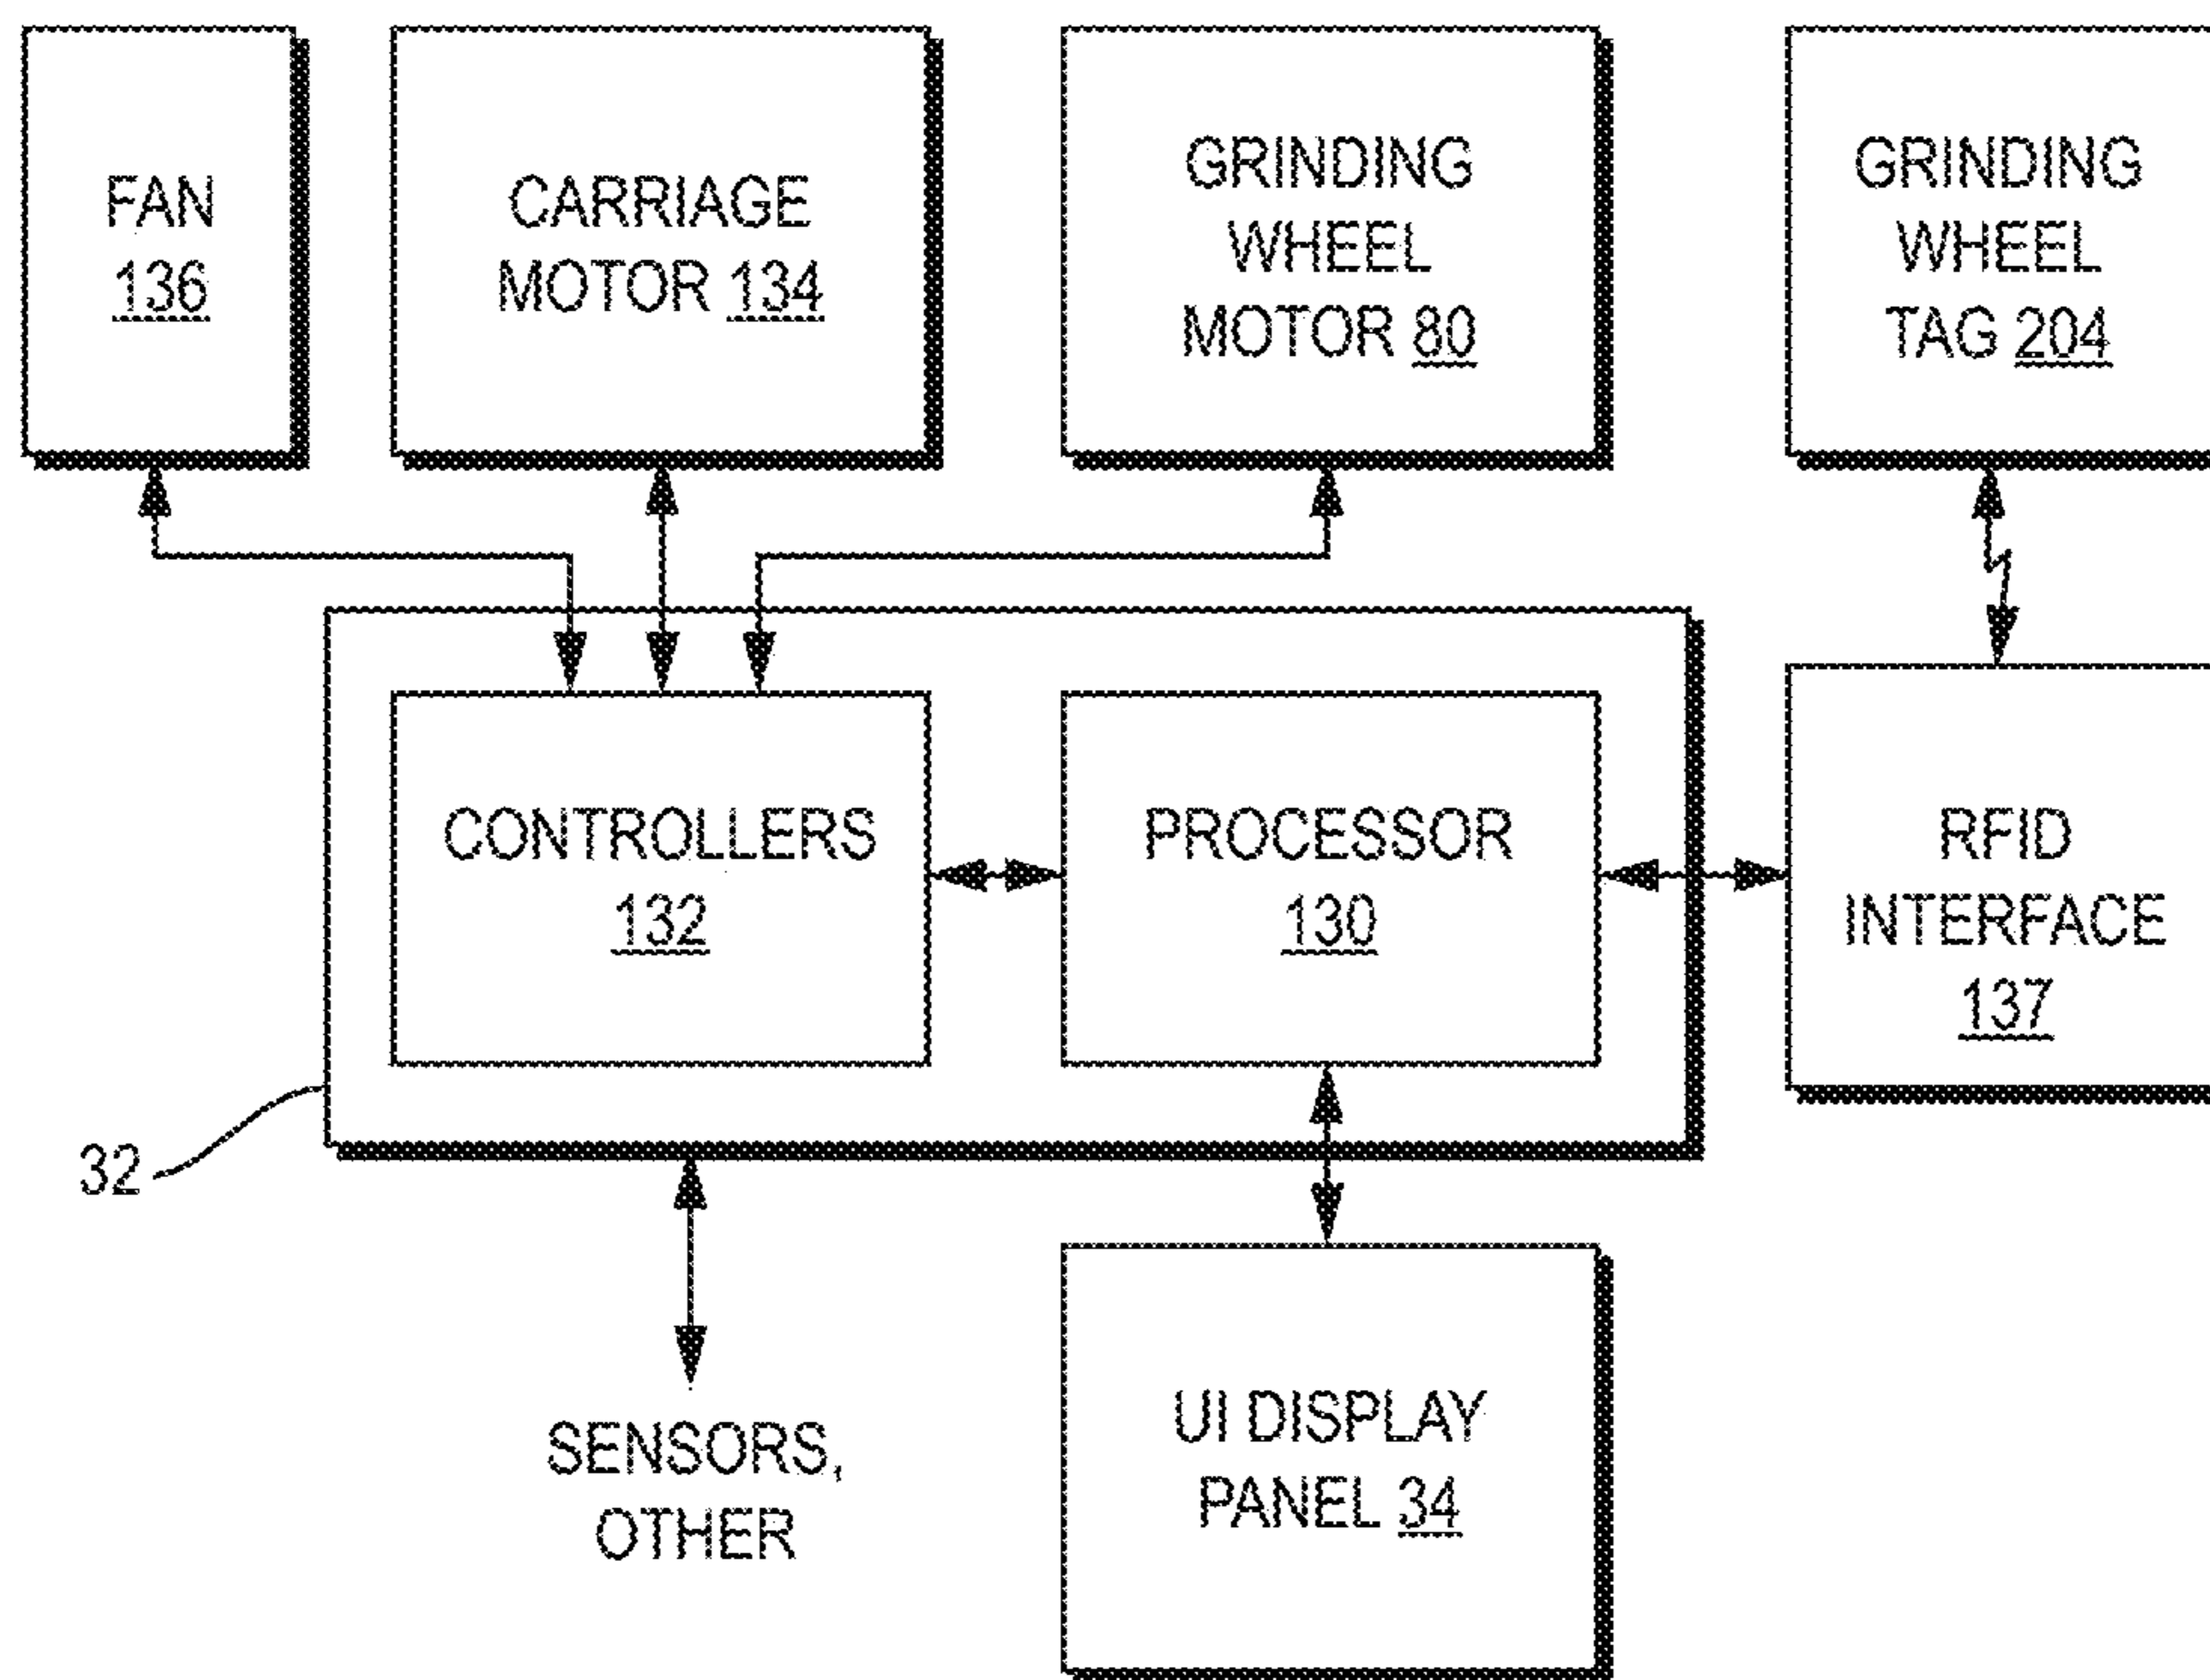 FAN
136
CARRIAGE
MOTOR 134
GRINDING
WHEEL
MOTOR 80
GRINDING
WHEEL
TAG 204
CONTROLLERS
132
PROCESSOR
130
RFID
INTERFACE
137
32
SENSORS,
OTHER
UI DISPLAY
PANEL 34